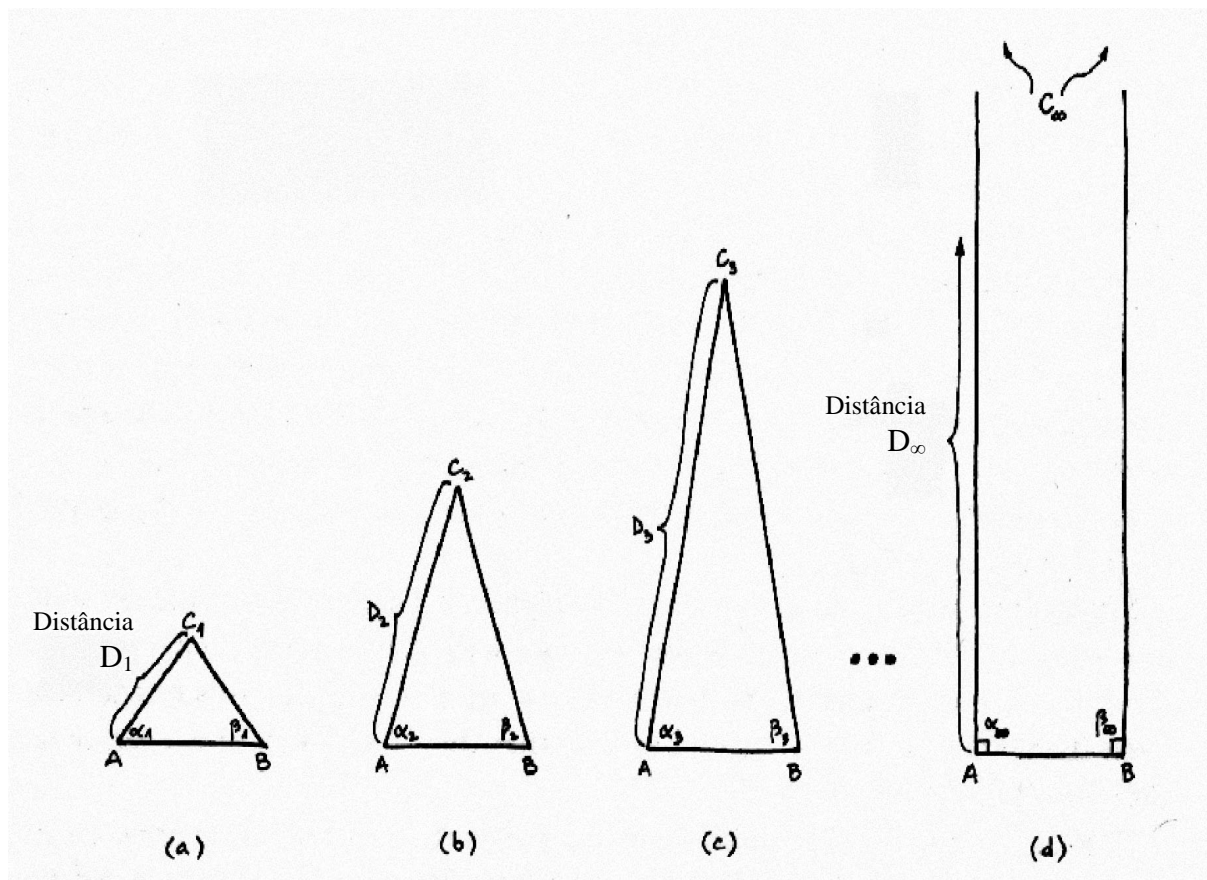 C₁
Distância
D₁
α₁
β₁
A
B
(a)
C₂
D₂
α₂
β₂
A
B
(b)
C₃
D₃
α₃
β₃
A
B
(c)
•••
C∞
Distância
D∞
α∞
β∞
A
B
(d)